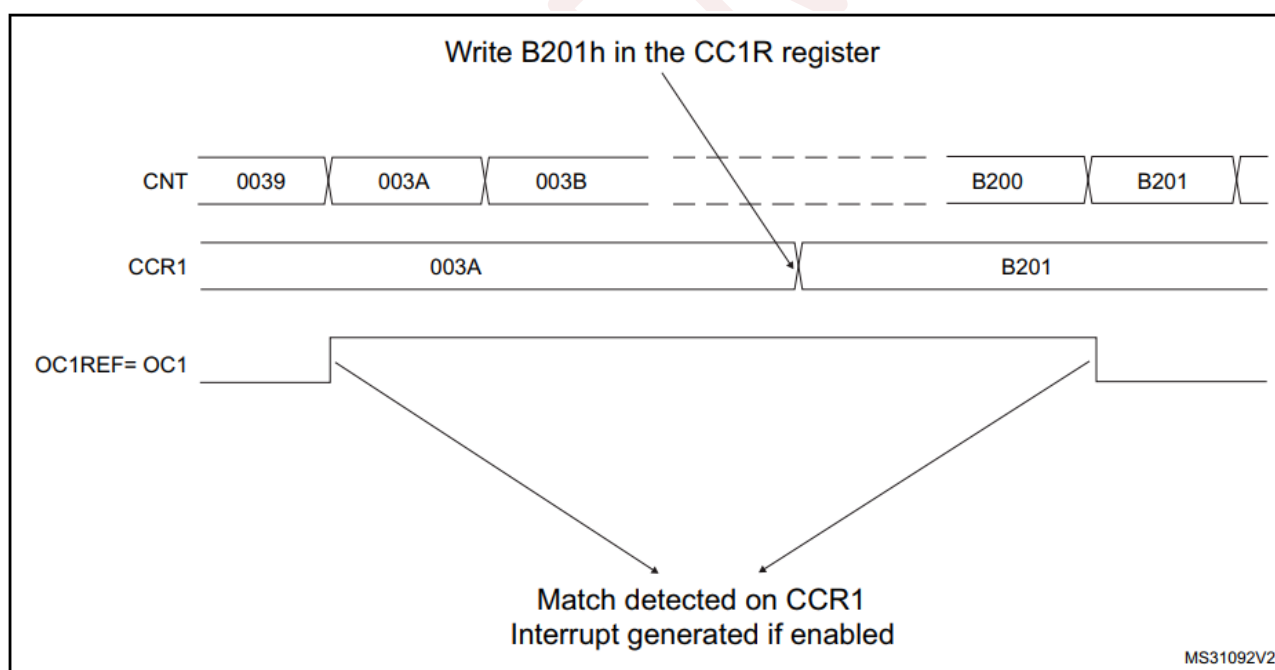 Write B201h in the CC1R register
CNT 0039 003A 003B B200 B201
CCR1 003A B201
OC1REF= OC1
Match detected on CCR1
Interrupt generated if enabled
MS31092V2